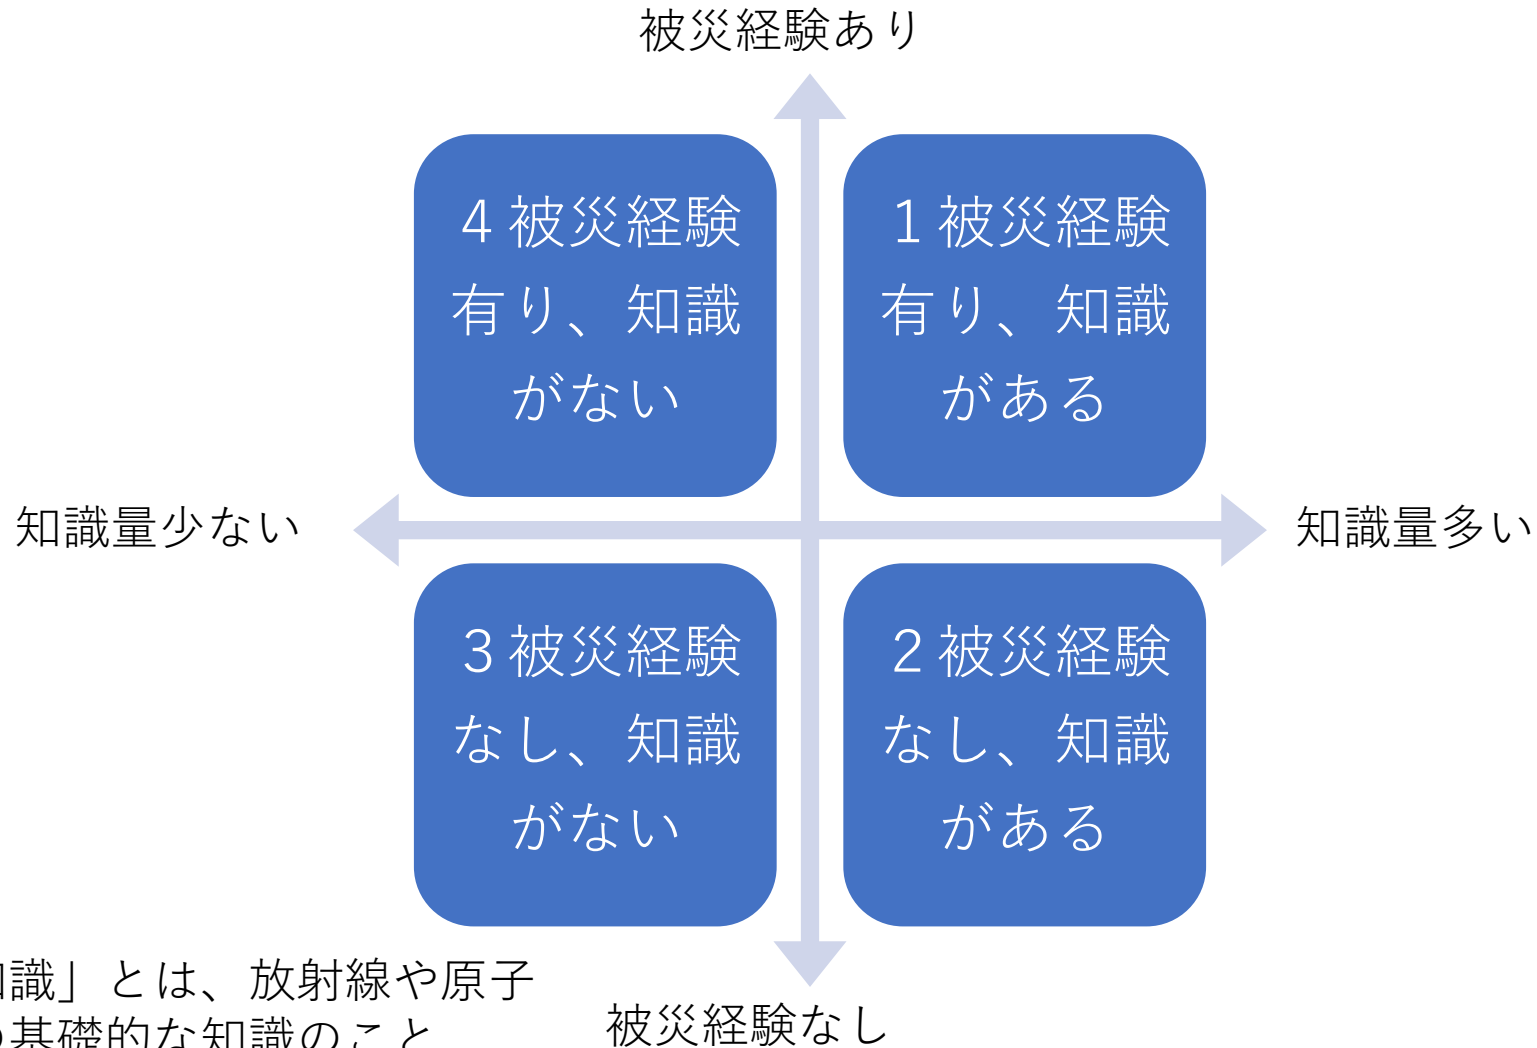 被災経験あり
4 被災経験
有り、知識
がない
1 被災経験
有り、知識
がある
知識量少ない
知識量多い
3 被災経験
なし、知識
がない
2 被災経験
なし、知識
がある
識」とは、放射線や原子
基礎的な知識のこと
被災経験なし